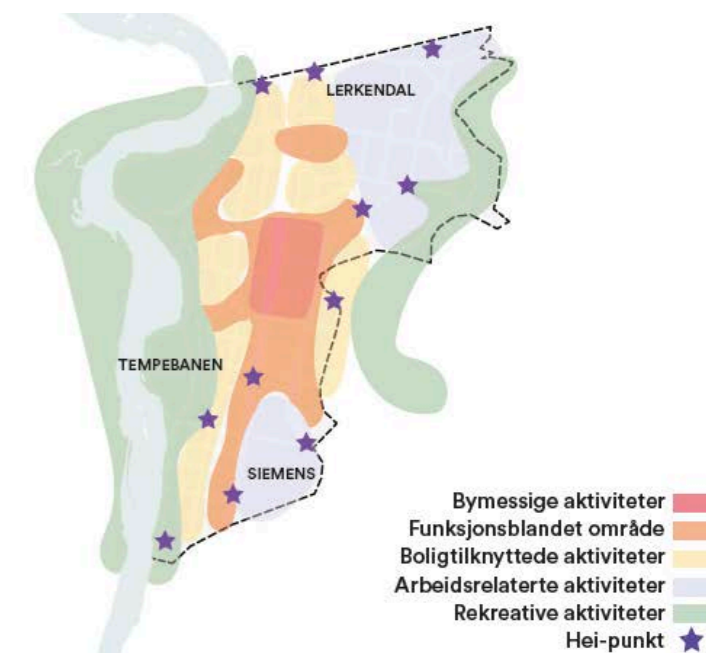 LERKENDAL
TEMPEBANEN
SIEMENS
Bymessige aktiviteter
Funksjonsblandet område
Boligtilknyttede aktiviteter
Arbeidsrelaterte aktiviteter
Rekreative aktiviteter
Hei-punkt